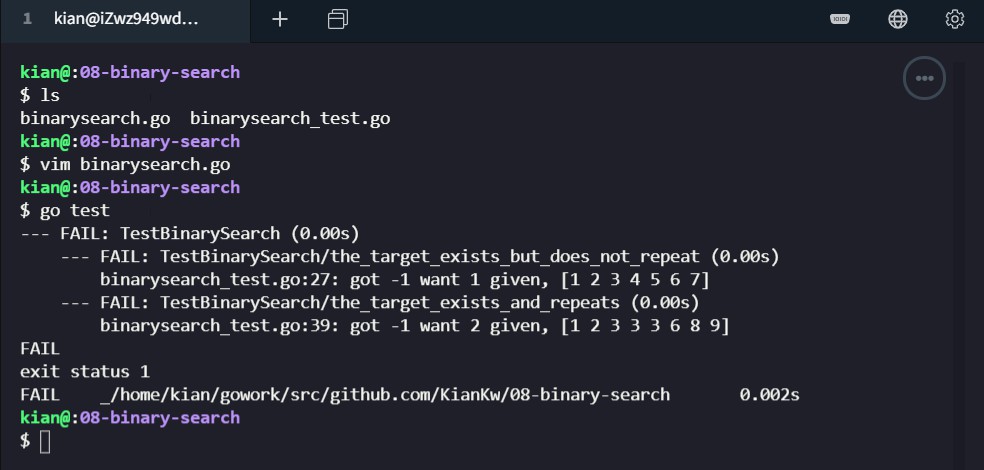 1 kian@iZwz949wd...
kian@:08-binary-search
$ ls
binarysearch.go  binarysearch_test.go
kian@:08-binary-search
$ vim binarysearch.go
kian@:08-binary-search
$ go test
--- FAIL: TestBinarySearch (0.00s)
    --- FAIL: TestBinarySearch/the_target_exists_but_does_not_repeat (0.00s)
        binarysearch_test.go:27: got -1 want 1 given, [1 2 3 4 5 6 7]
    --- FAIL: TestBinarySearch/the_target_exists_and_repeats (0.00s)
        binarysearch_test.go:39: got -1 want 2 given, [1 2 3 3 3 6 8 9]
FAIL
exit status 1
FAIL    _/home/kian/gowork/src/github.com/KianKw/08-binary-search       0.002s
kian@:08-binary-search
$